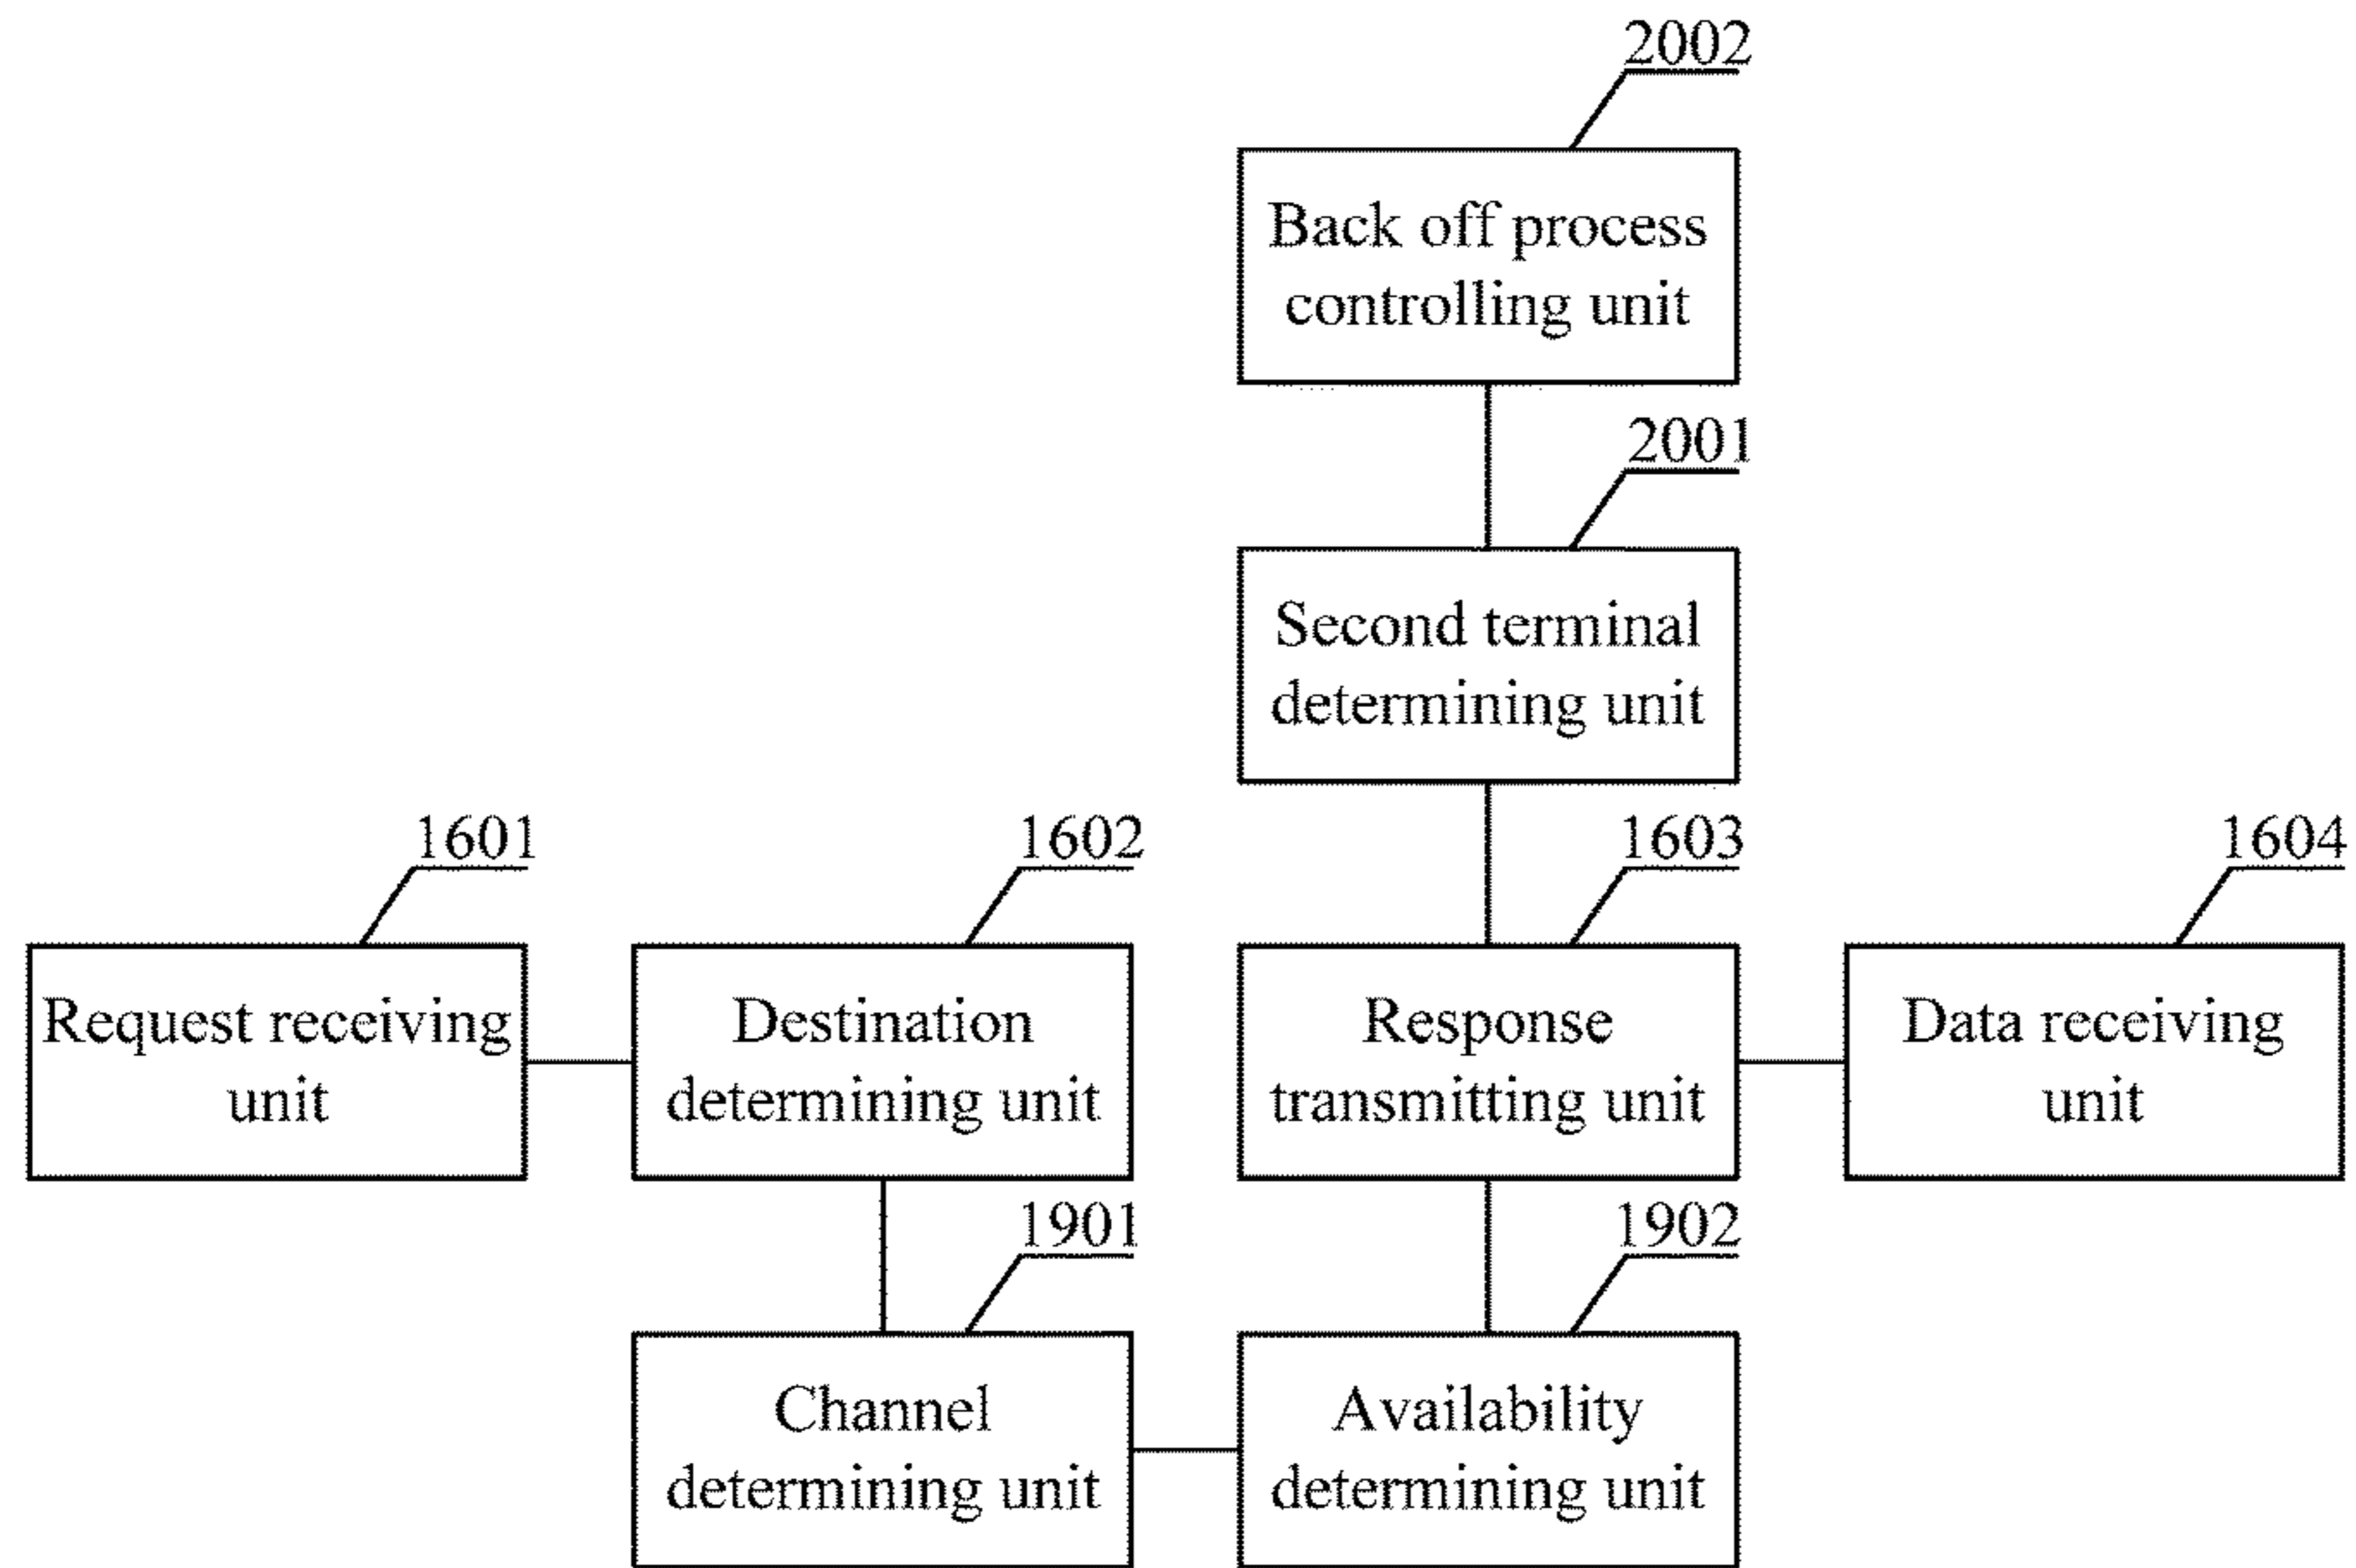 2002
Back off process
controlling unit
2001
Second terminal
determining unit
1601
1602
1603
1604
Request receiving
unit
Destination
determining unit
Response
transmitting unit
Data receiving
unit
1901
1902
Channel
determining unit
Availability
determining unit